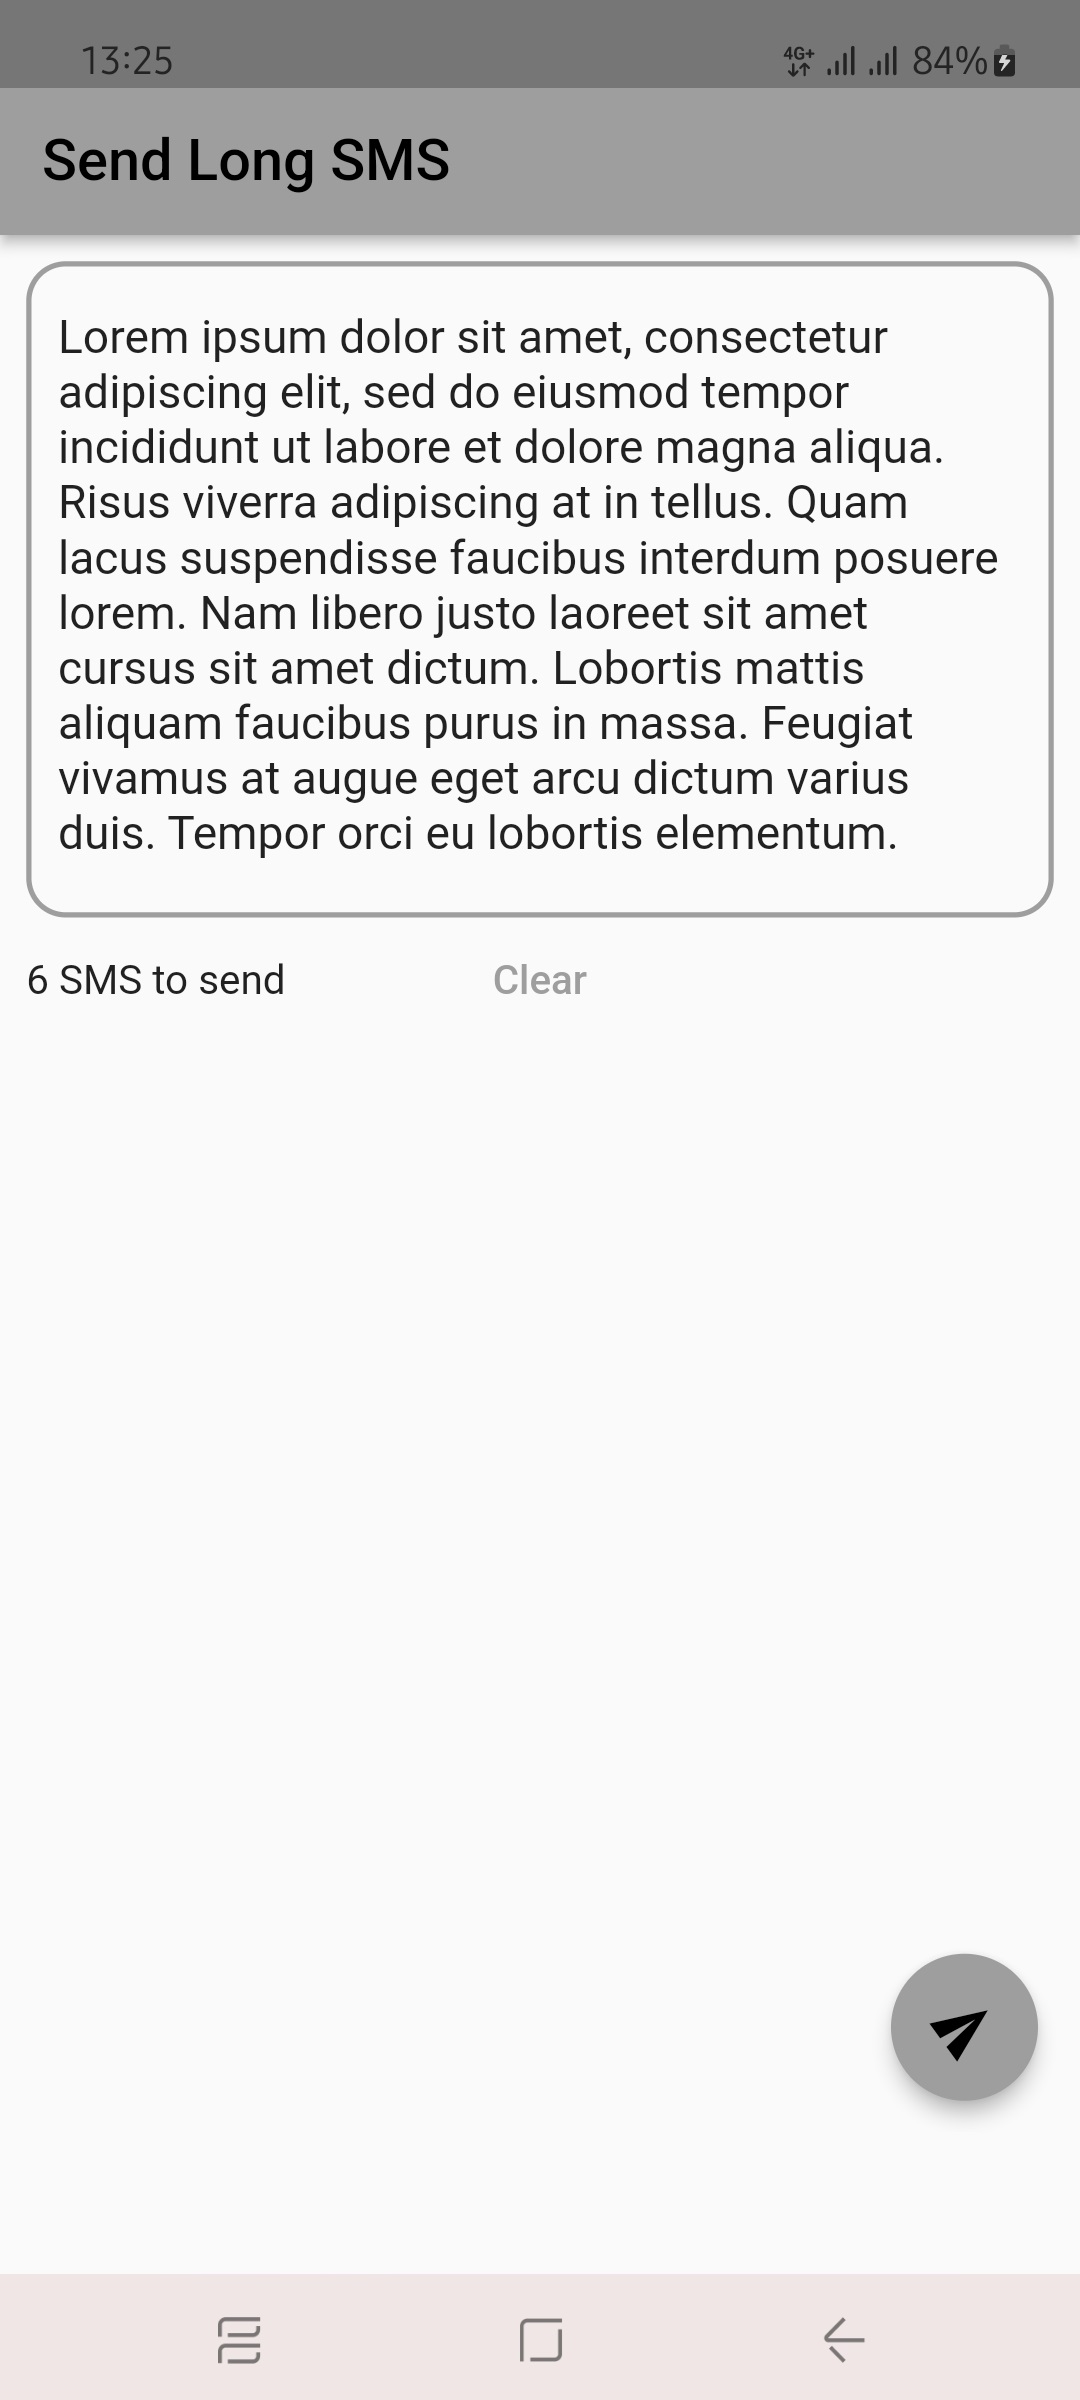 13:25 4G+ 84%
Send Long SMS
Lorem ipsum dolor sit amet, consectetur
adipiscing elit, sed do eiusmod tempor
incididunt ut labore et dolore magna aliqua.
Risus viverra adipiscing at in tellus. Quam
lacus suspendisse faucibus interdum posuere
lorem. Nam libero justo laoreet sit amet
cursus sit amet dictum. Lobortis mattis
aliquam faucibus purus in massa. Feugiat
vivamus at augue eget arcu dictum varius
duis. Tempor orci eu lobortis elementum.
6 SMS to send Clear